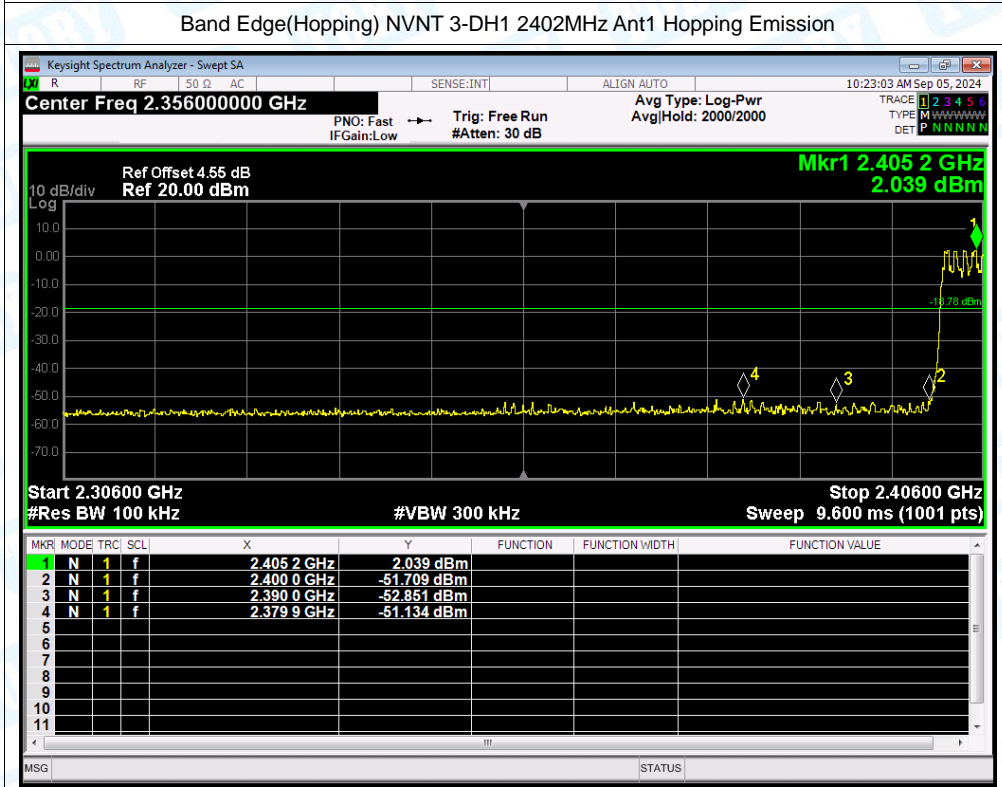 Band Edge(Hopping) NVNT 3-DH1 2402MHz Ant1 Hopping Emission
Keysight Spectrum Analyzer - Swept SA
LXI R RF 50 Ω AC SENSE:INT ALIGN AUTO 10:23:03 AM Sep 05, 2024
Center Freq 2.356000000 GHz
PNO: Fast
IFGain:Low
Trig: Free Run
#Atten: 30 dB
Avg Type: Log-Pwr
Avg|Hold: 2000/2000
TRACE 1 2 3 4 5 6
TYPE M WWWWW
DET P N N N N N
Mkr1 2.405 2 GHz
2.039 dBm
Ref Offset 4.55 dB
10 dB/div Ref 20.00 dBm
Log
10.0
0.00
-10.0
-20.0
-30.0
-40.0
-50.0
-60.0
-70.0
1
-18.78 dBm
4
3
2
Start 2.30600 GHz Stop 2.40600 GHz
#Res BW 100 kHz #VBW 300 kHz Sweep 9.600 ms (1001 pts)
MKR MODE TRC SCL X Y FUNCTION FUNCTION WIDTH FUNCTION VALUE
1 N 1 f 2.405 2 GHz 2.039 dBm
2 N 1 f 2.400 0 GHz -51.709 dBm
3 N 1 f 2.390 0 GHz -52.851 dBm
4 N 1 f 2.379 9 GHz -51.134 dBm
5
6
7
8
9
10
11
MSG STATUS